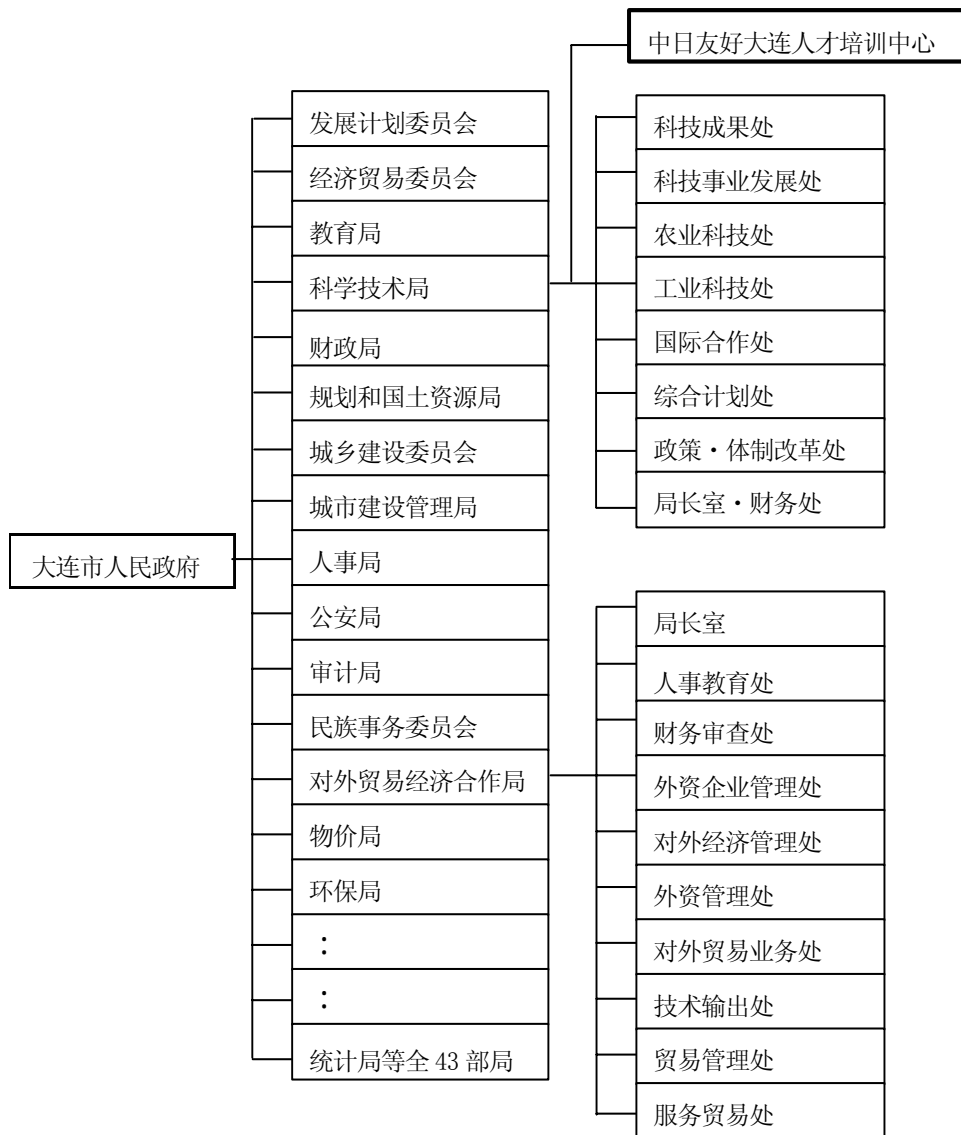 中日友好大连人才培训中心
发展计划委员会
经济贸易委员会
教育局
科学技术局
财政局
规划和国土资源局
城乡建设委员会
城市建设管理局
人事局
公安局
审计局
民族事务委员会
对外贸易经济合作局
物价局
环保局
：
：
统计局等全 43 部局
大连市人民政府
科技成果处
科技事业发展处
农业科技处
工业科技处
国际合作处
综合计划处
政策・体制改革处
局长室・财务处
局长室
人事教育处
财务审查处
外资企业管理处
对外经济管理处
外资管理处
对外贸易业务处
技术输出处
贸易管理处
服务贸易处